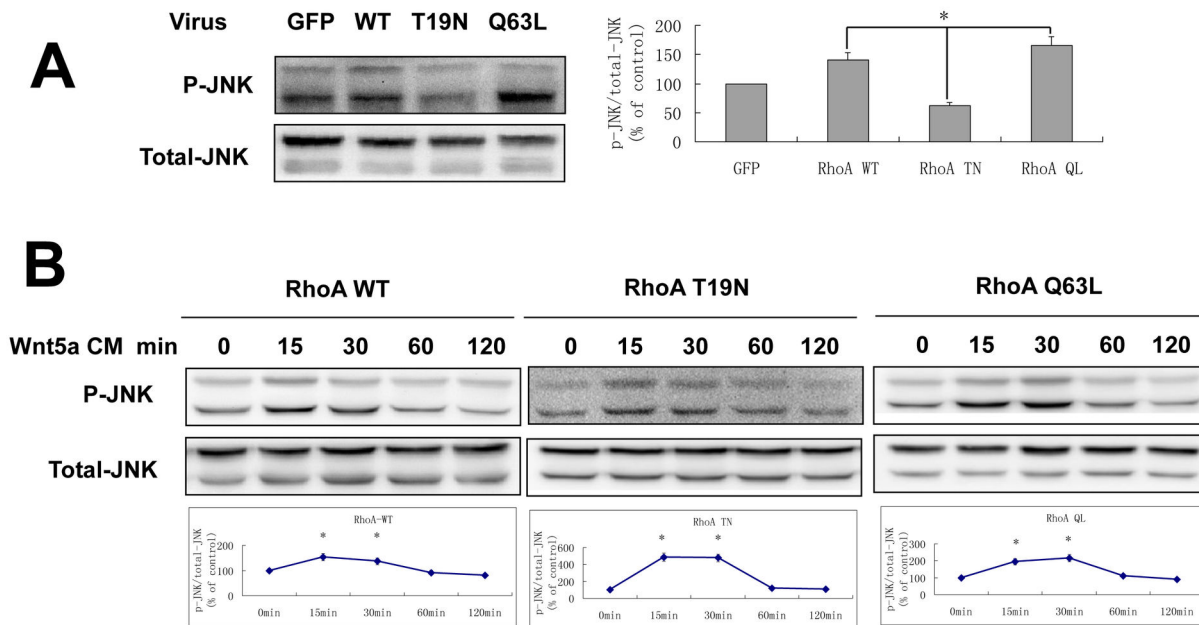 A
Virus GFP WT T19N Q63L
P-JNK
Total-JNK
p-JNK/total-JNK
(% of control)
200
150
100
50
0
*
GFP RhoA WT RhoA TN RhoA QL
B
RhoA WT RhoA T19N RhoA Q63L
Wnt5a CM min 0 15 30 60 120 0 15 30 60 120 0 15 30 60 120
P-JNK
Total-JNK
RhoA-WT
p-JNK/total-JNK
(% of control)
200
100
0
* *
0min 15min 30min 60min 120min
RhoA TN
p-JNK/total-JNK
(% of control)
600
400
200
0
* *
0min 15min 30min 60min 120min
RhoA QL
p-JNK/total-JNK
(% of control)
300
200
100
0
* *
0min 15min 30min 60min 120min